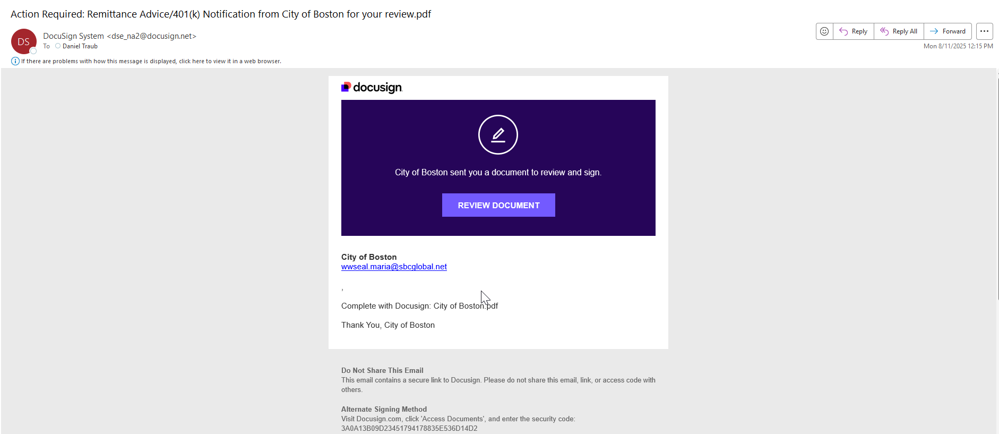 Action Required: Remittance Advice/401(k) Notification from City of Boston for your review.pdf
DS
DocuSign System <dse_na2@docusign.net>
To Daniel Traub
Reply
Reply All
Forward
Mon 8/11/2025 12:15 PM
If there are problems with how this message is displayed, click here to view it in a web browser.
docusign
City of Boston sent you a document to review and sign.
REVIEW DOCUMENT
City of Boston
wwseal.maria@sbcglobal.net
,
Complete with Docusign: City of Boston.pdf
Thank You, City of Boston
Do Not Share This Email
This email contains a secure link to Docusign. Please do not share this email, link, or access code with
others.
Alternate Signing Method
Visit Docusign.com, click 'Access Documents', and enter the security code:
3A0A13B09D23451794178835E536D14D2